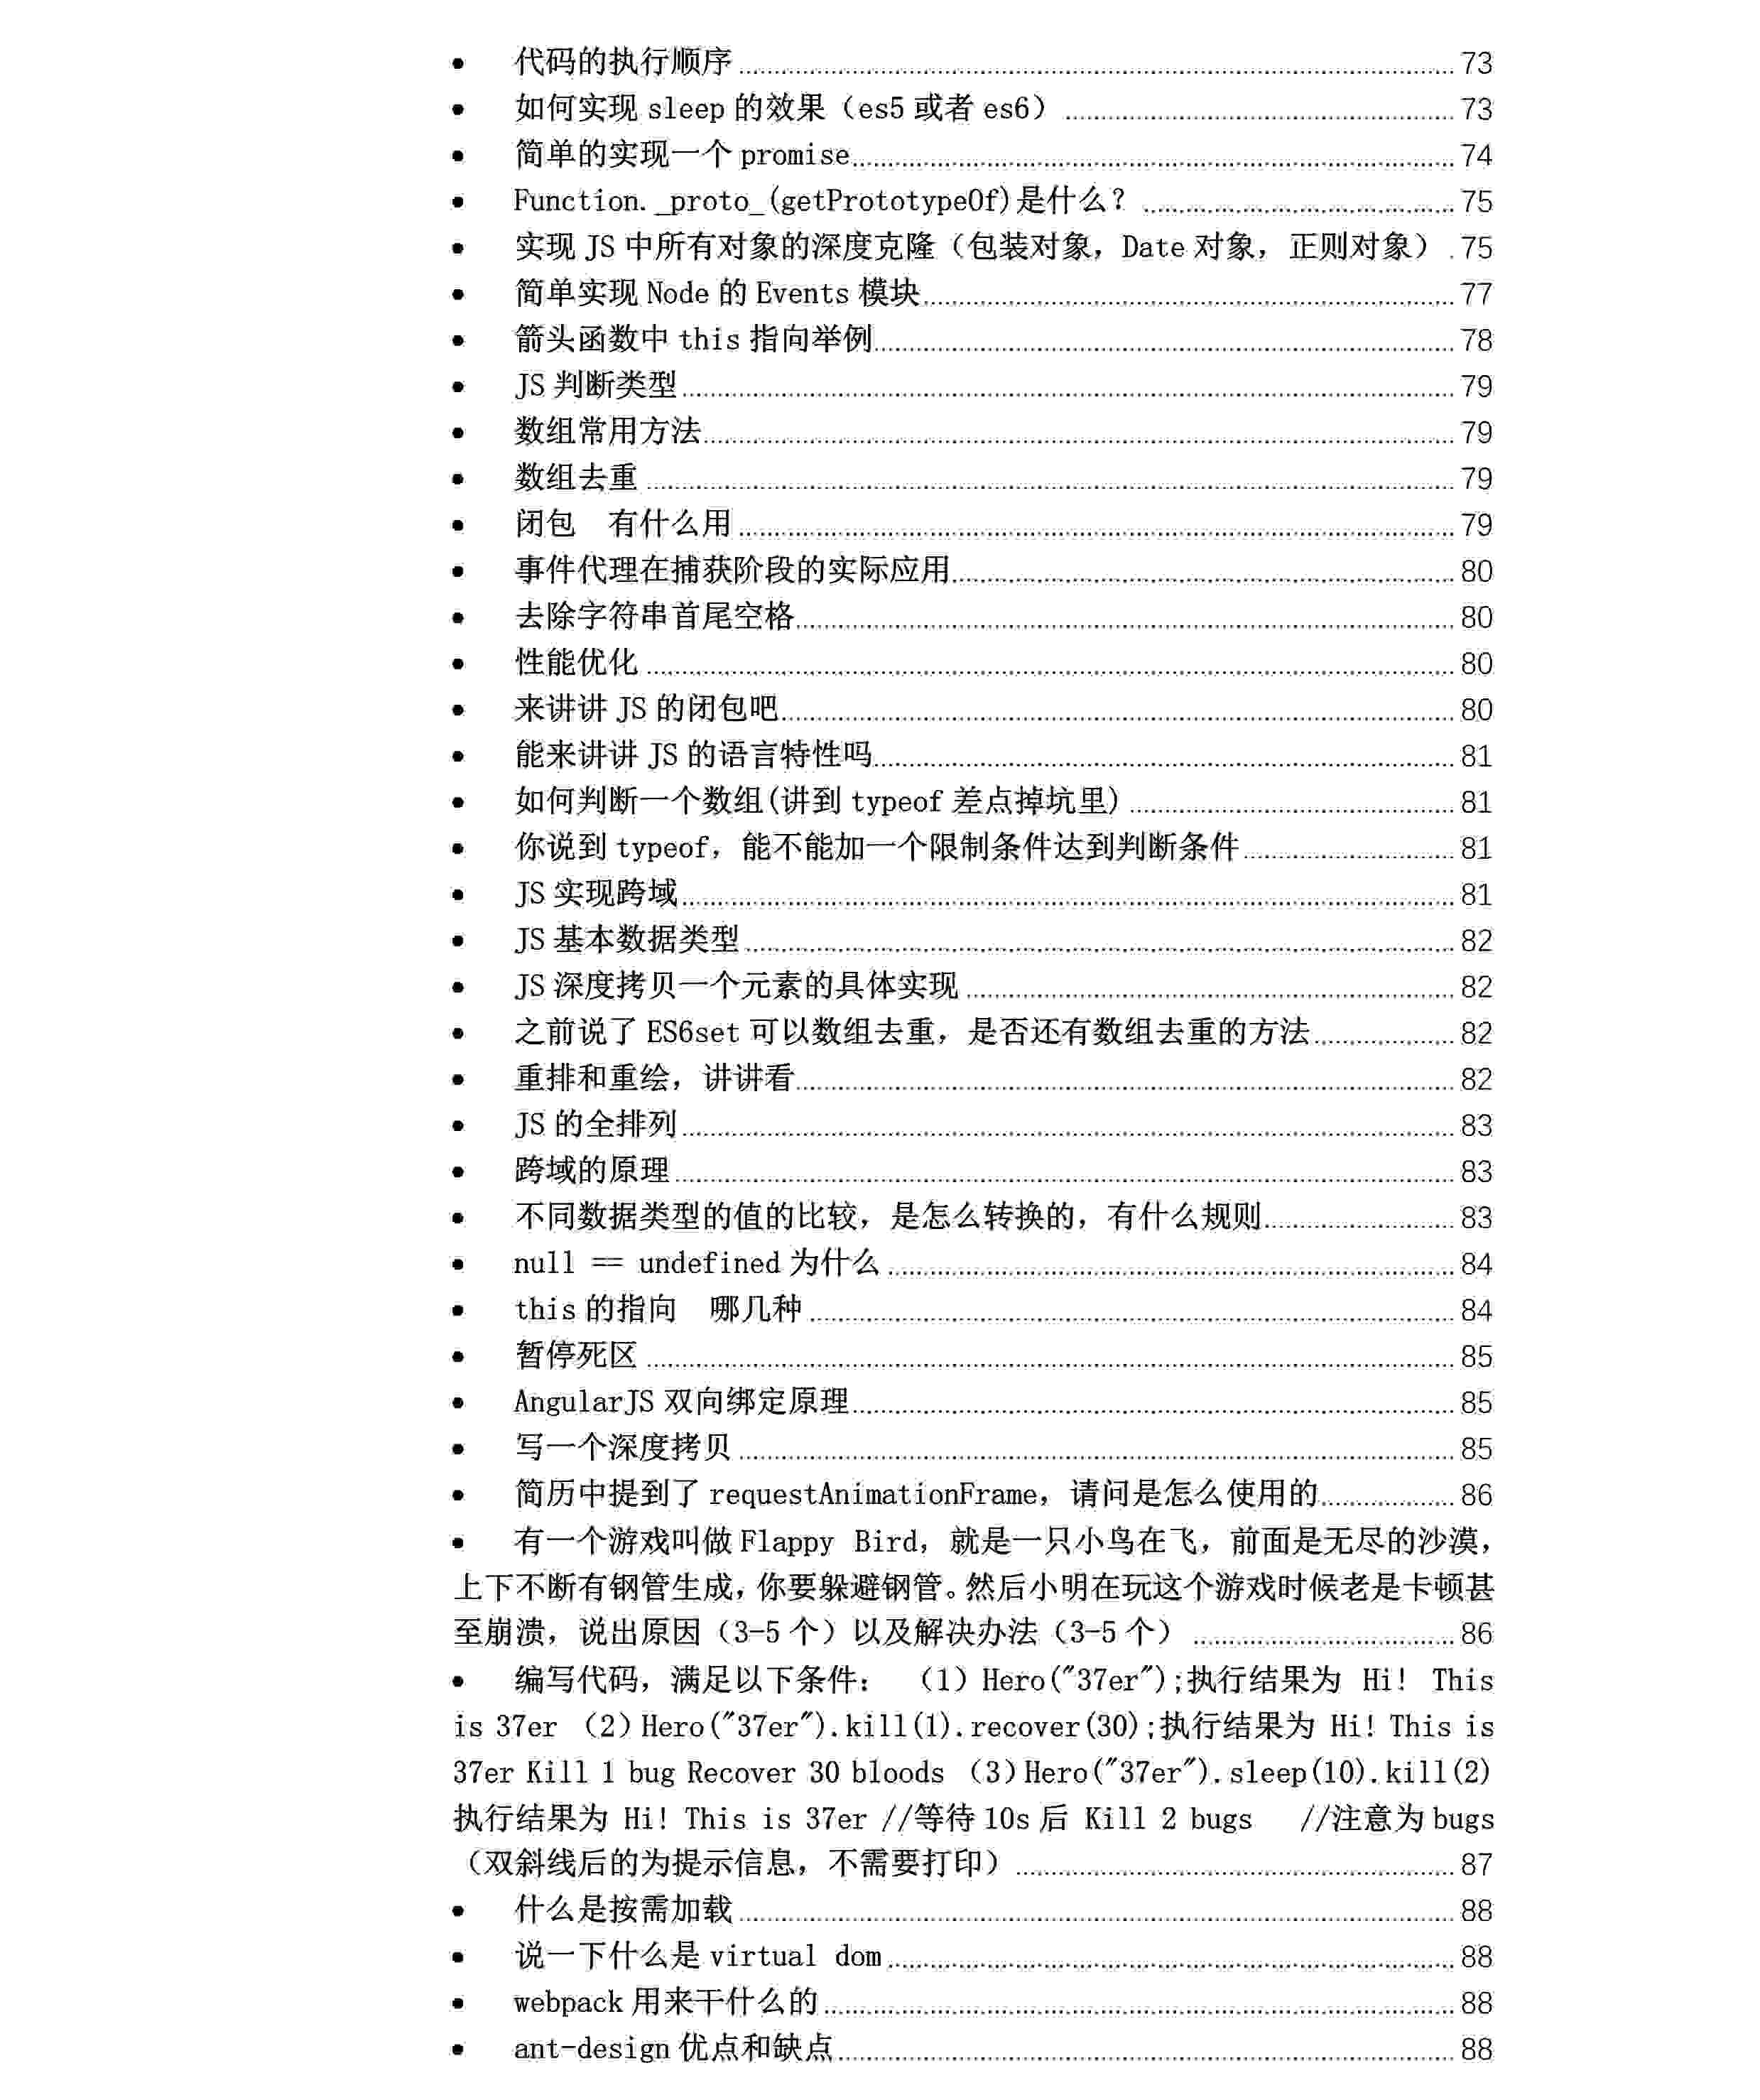 • 代码的执行顺序 73
• 如何实现 sleep 的效果（es5 或者 es6） 73
• 简单的实现一个 promise 74
• Function._proto_(getPrototypeOf)是什么？ 75
• 实现 JS 中所有对象的深度克隆（包装对象，Date 对象，正则对象） 75
• 简单实现 Node 的 Events 模块 77
• 箭头函数中 this 指向举例 78
• JS 判断类型 79
• 数组常用方法 79
• 数组去重 79
• 闭包 有什么用 79
• 事件代理在捕获阶段的实际应用 80
• 去除字符串首尾空格 80
• 性能优化 80
• 来讲讲 JS 的闭包吧 80
• 能来讲讲 JS 的语言特性吗 81
• 如何判断一个数组(讲到 typeof 差点掉坑里) 81
• 你说到 typeof，能不能加一个限制条件达到判断条件 81
• JS 实现跨域 81
• JS 基本数据类型 82
• JS 深度拷贝一个元素的具体实现 82
• 之前说了 ES6set 可以数组去重，是否还有数组去重的方法 82
• 重排和重绘，讲讲看 82
• JS 的全排列 83
• 跨域的原理 83
• 不同数据类型的值的比较，是怎么转换的，有什么规则 83
• null == undefined 为什么 84
• this 的指向 哪几种 84
• 暂停死区 85
• AngularJS 双向绑定原理 85
• 写一个深度拷贝 85
• 简历中提到了 requestAnimationFrame，请问是怎么使用的 86
• 有一个游戏叫做 Flappy Bird，就是一只小鸟在飞，前面是无尽的沙漠，
上下不断有钢管生成，你要躲避钢管。然后小明在玩这个游戏时候老是卡顿甚
至崩溃，说出原因（3-5 个）以及解决办法（3-5 个） 86
• 编写代码，满足以下条件： （1）Hero("37er");执行结果为 Hi! This
is 37er （2）Hero("37er").kill(1).recover(30);执行结果为 Hi! This is
37er Kill 1 bug Recover 30 bloods （3）Hero("37er").sleep(10).kill(2)
执行结果为 Hi! This is 37er //等待 10s 后 Kill 2 bugs //注意为 bugs
（双斜线后的为提示信息，不需要打印） 87
• 什么是按需加载 88
• 说一下什么是 virtual dom 88
• webpack 用来干什么的 88
• ant-design 优点和缺点 88